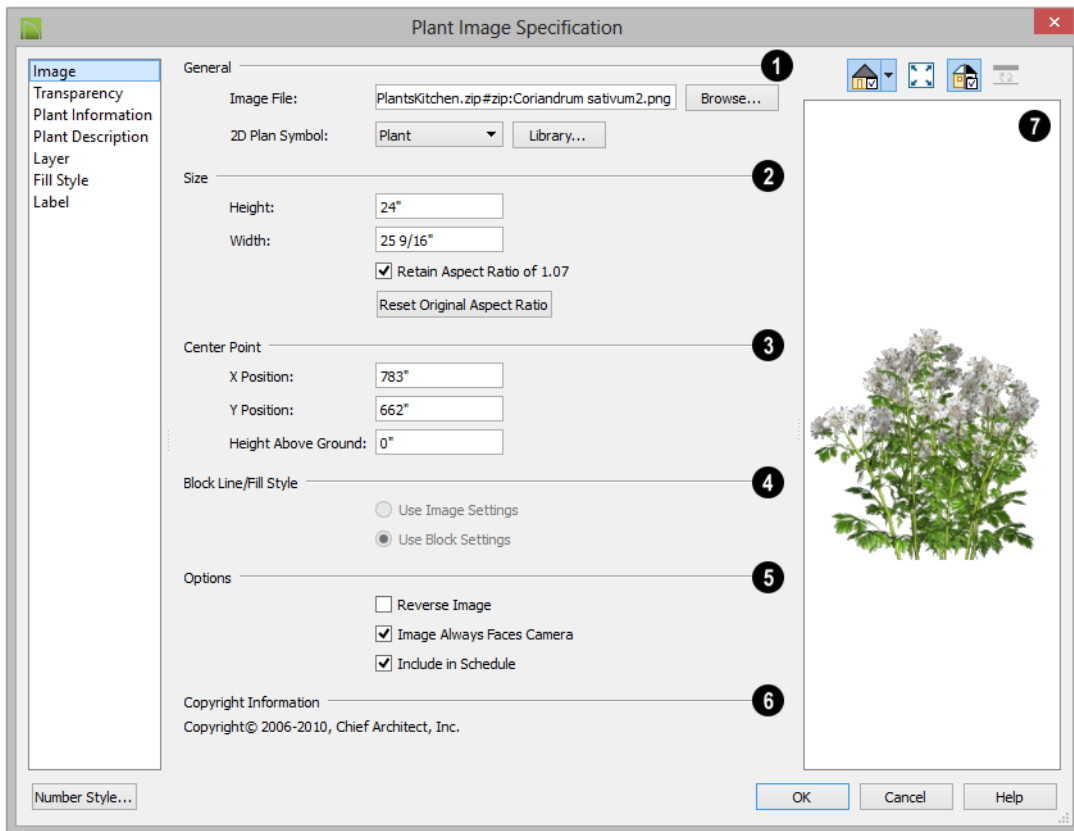 Plant Image Specification
Image
Transparency
Plant Information
Plant Description
Layer
Fill Style
Label
General
1
Image File:
PlantsKitchen.zip#zip:Coriandrum sativum2.png
Browse...
2D Plan Symbol:
Plant
Library...
Size
2
Height:
24"
Width:
25 9/16"
Retain Aspect Ratio of 1.07
Reset Original Aspect Ratio
Center Point
3
X Position:
783"
Y Position:
662"
Height Above Ground:
0"
Block Line/Fill Style
4
Use Image Settings
Use Block Settings
Options
5
Reverse Image
Image Always Faces Camera
Include in Schedule
Copyright Information
6
Copyright© 2006-2010, Chief Architect, Inc.
7
Number Style...
OK
Cancel
Help